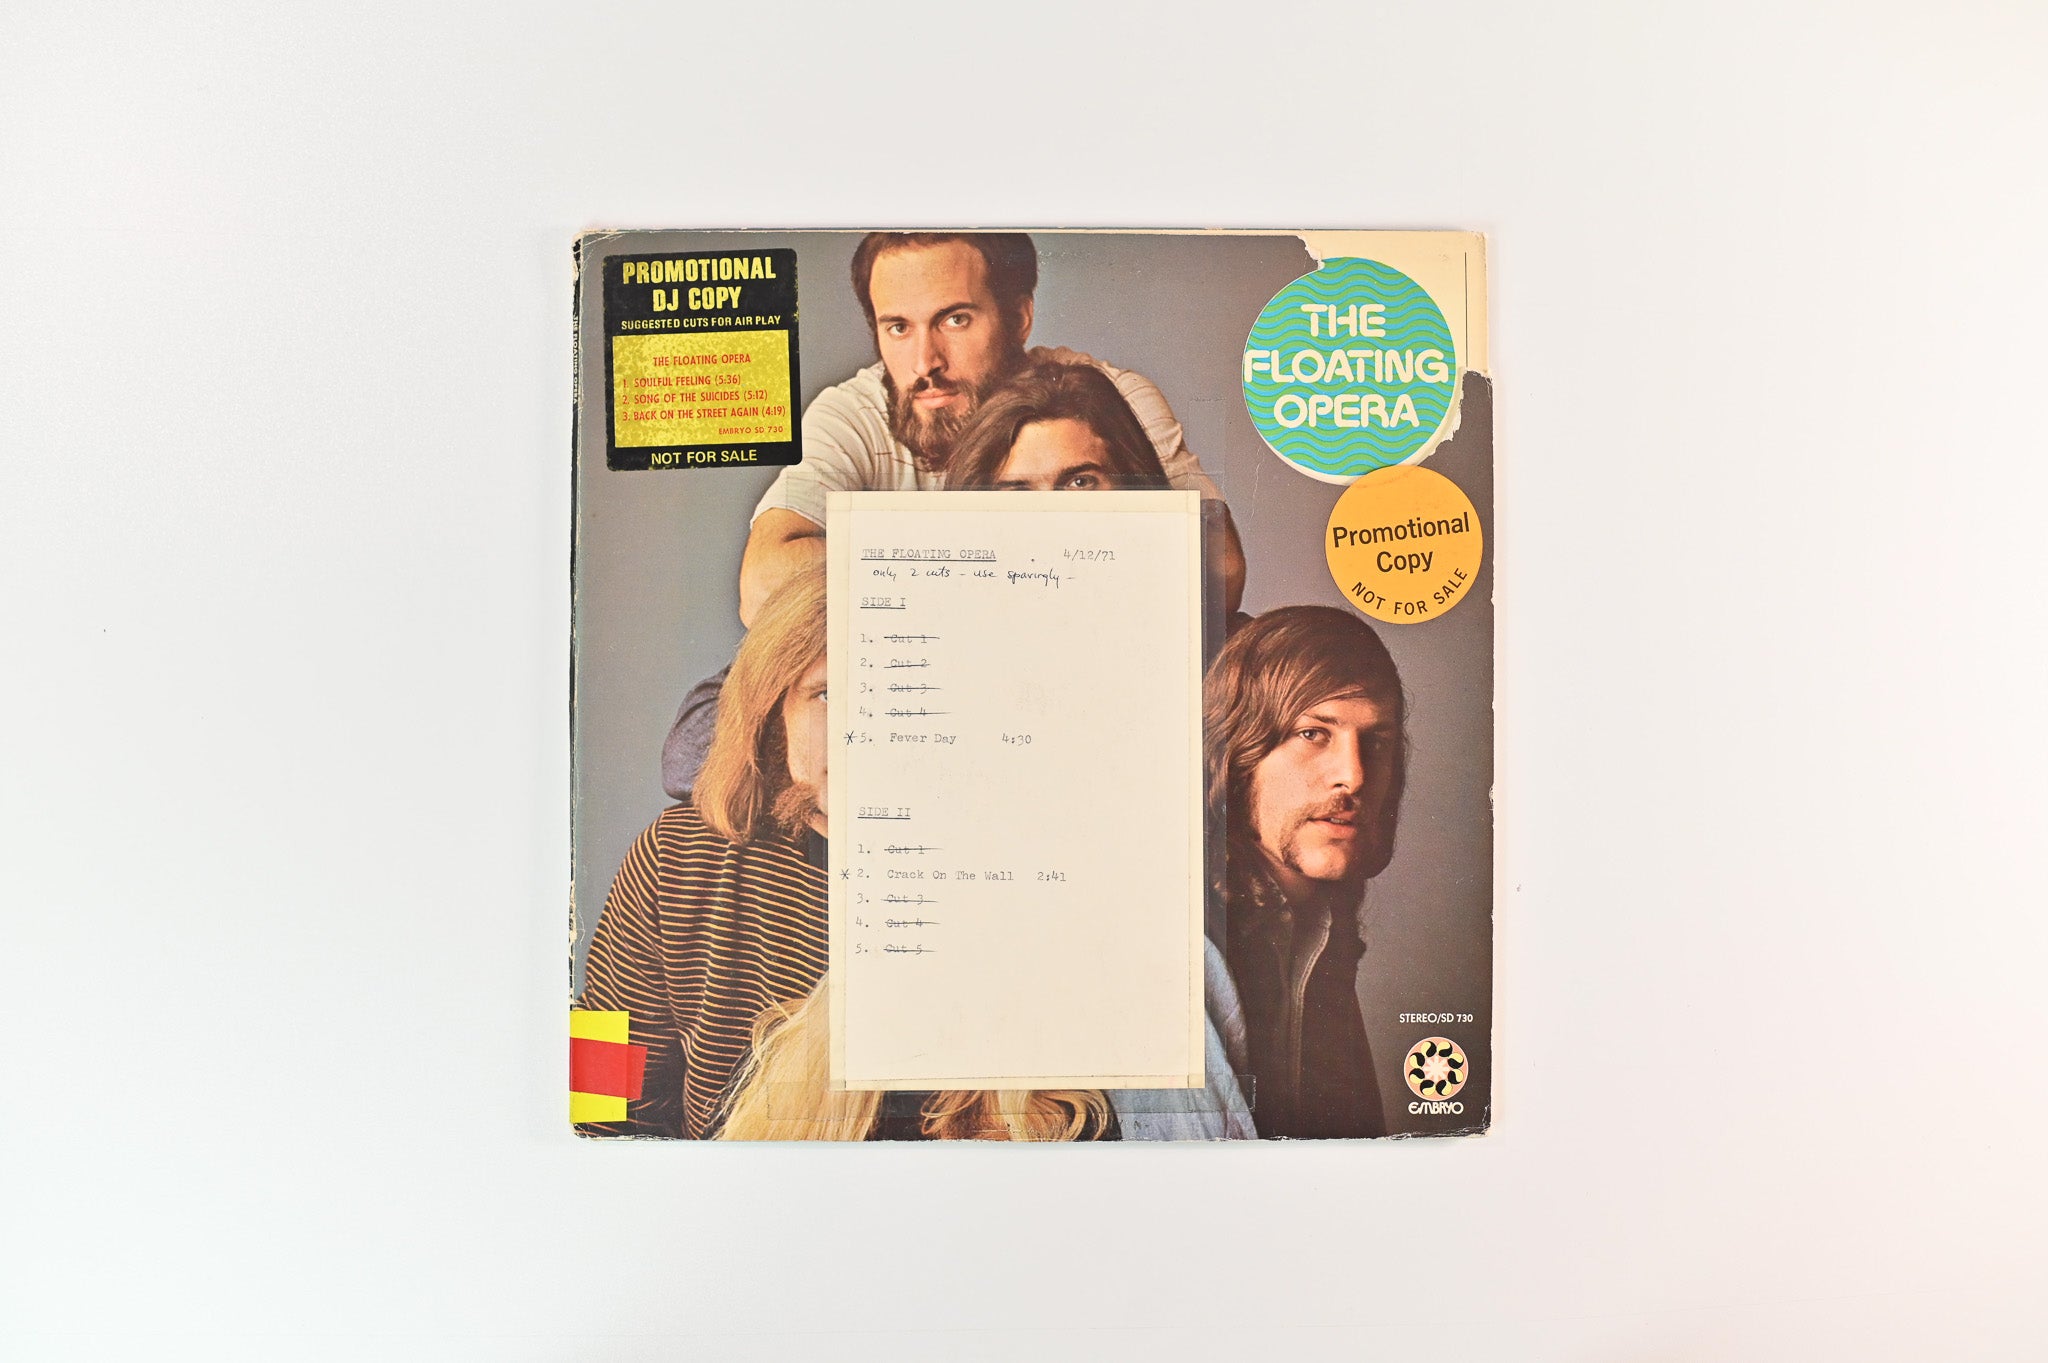 PROMOTIONAL
DJ COPY
SUGGESTED CUTS FOR AIR PLAY
THE FLOATING OPERA
1. SOULFUL FEELING (5:36)
2. SONG OF THE SUICIDES (5:12)
3. BACK ON THE STREET AGAIN (4:19)
EMBRYO SD 730
NOT FOR SALE
THE
FLOATING
OPERA
Promotional
Copy
NOT FOR SALE
THE FLOATING OPERA . 4/12/71
only 2 cuts - use sparingly -
SIDE I
1. Cut 1
2. Cut 2
3. Cut 3
4. Cut 4
* 5. Fever Day 4:30
SIDE II
1. Cut 1
* 2. Crack On The Wall 2:41
3. Cut 3
4. Cut 4
5. Cut 5
STEREO/SD 730
EMBRYO
THE FLOATING OPERA